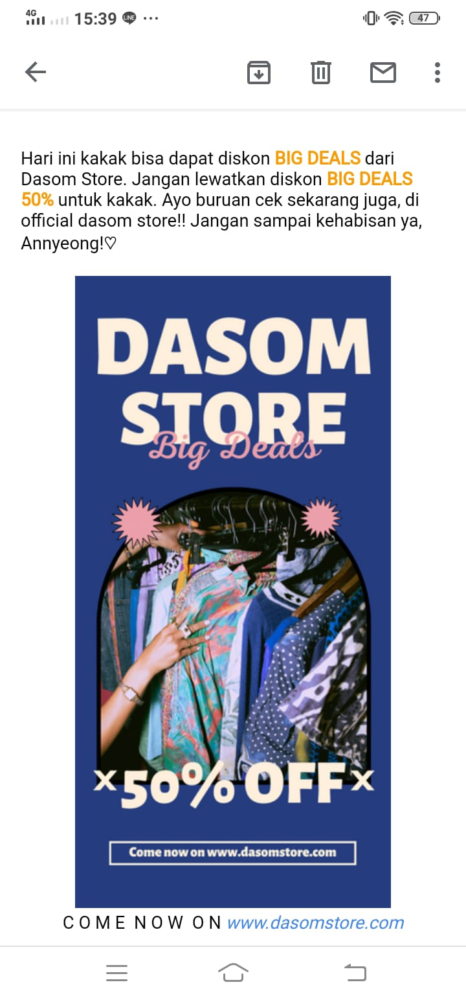 4G 15:39 LINE ... 47
Hari ini kakak bisa dapat diskon BIG DEALS dari
Dasom Store. Jangan lewatkan diskon BIG DEALS
50% untuk kakak. Ayo buruan cek sekarang juga, di
official dasom store!! Jangan sampai kehabisan ya,
Annyeong!♡
DASOM
STORE
Big Deals
×50% OFF×
Come now on www.dasomstore.com
COME NOW ON www.dasomstore.com